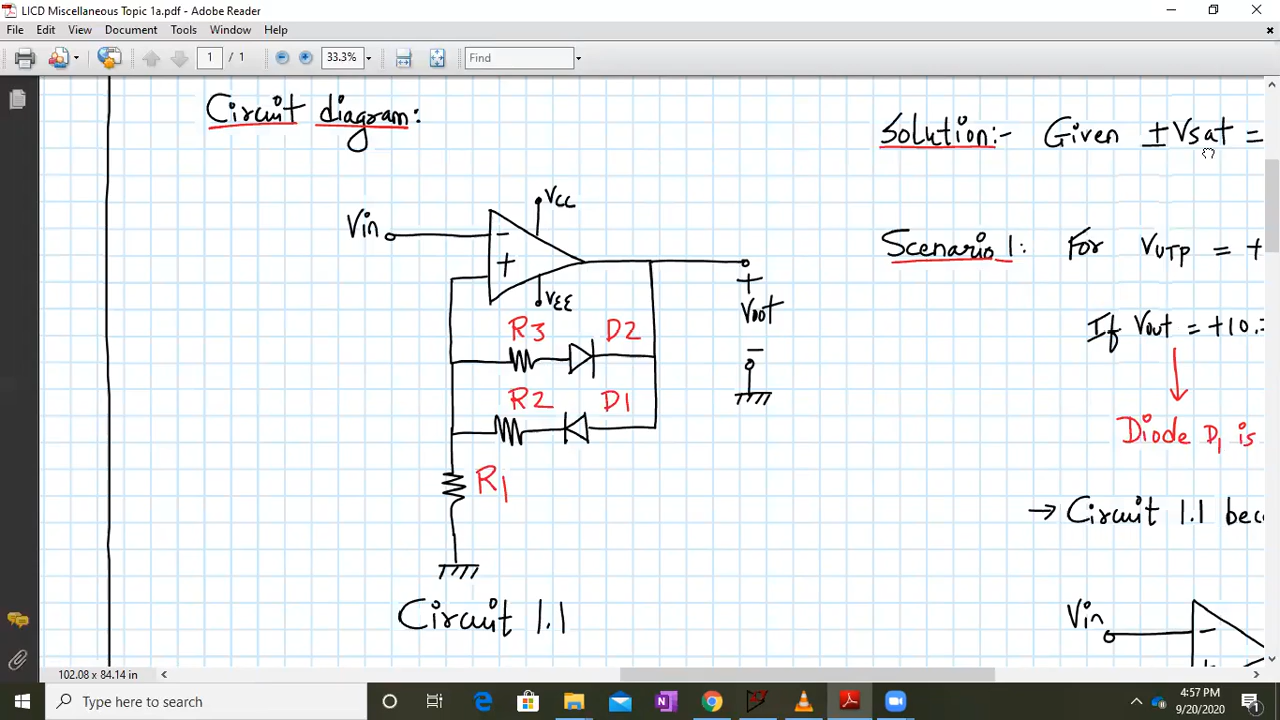 LICD Miscellaneous Topic 1a.pdf - Adobe Reader
File Edit View Document Tools Window Help
1 / 1 33.3% Find
Circuit diagram:
Vin
VCC
-
+
VEE
+
Vout
-
R3 D2
R2 D1
R1
Circuit 1.1
Solution:- Given ±Vsat =
Scenario 1: For VUTP = +
If Vout = +10.
Diode D1 is
→ Circuit 1.1 bec
Vin
-
102.08 x 84.14 in
Type here to search
4:57 PM
9/20/2020